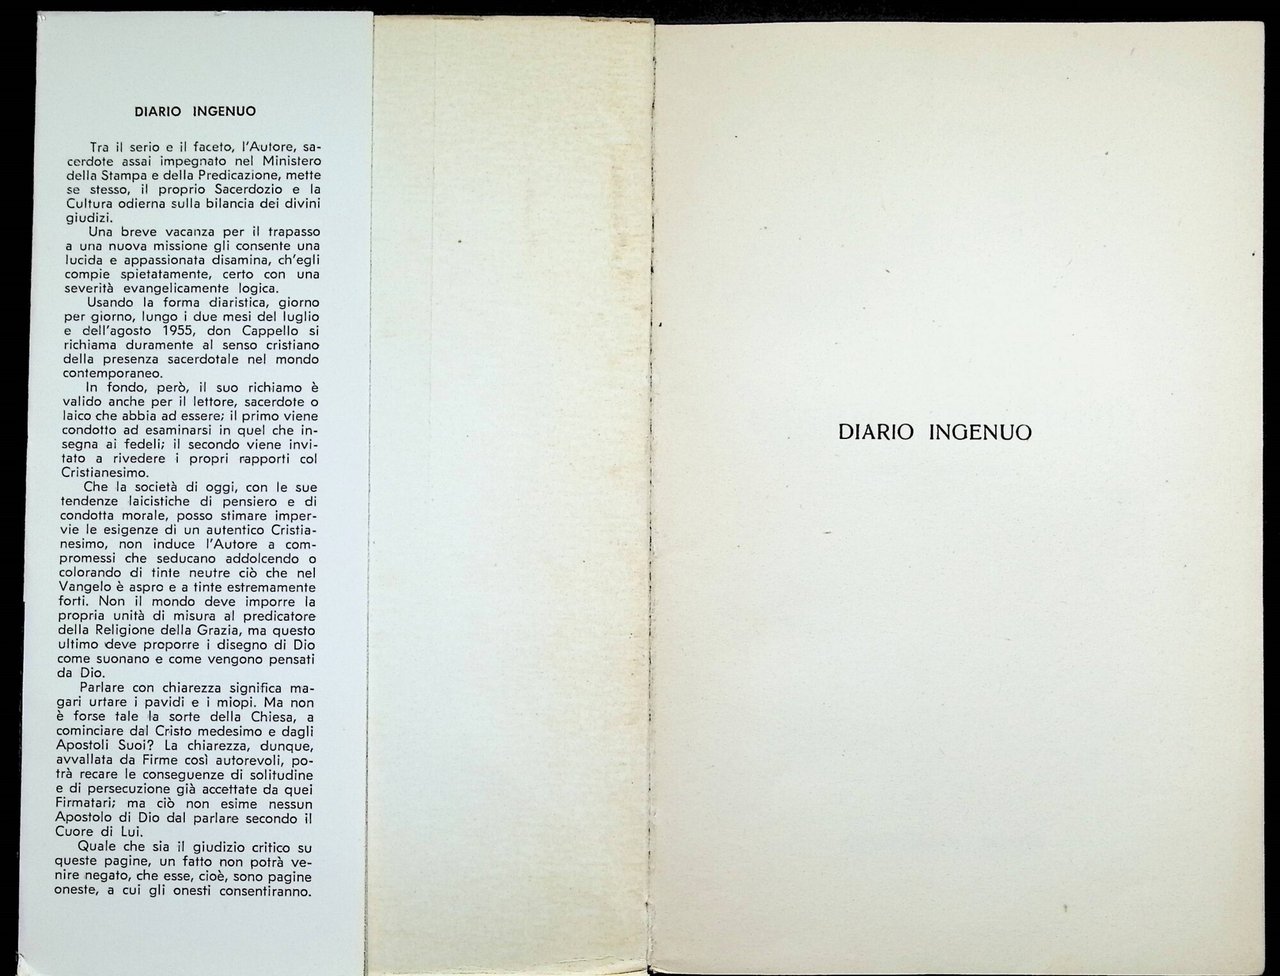 DIARIO INGENUO
Tra il serio e il faceto, l'Autore, sa-
cerdote assai impegnato nel Ministero
della Stampa e della Predicazione, mette
se stesso, il proprio Sacerdozio e la
Cultura odierna sulla bilancia dei divini
giudizi.
Una breve vacanza per il trapasso
a una nuova missione gli consente una
lucida e appassionata disamina, ch'egli
compie spietatamente, certo con una
severità evangelicamente logica.
Usando la forma diaristica, giorno
per giorno, lungo i due mesi del luglio
e dell'agosto 1955, don Cappello si
richiama duramente al senso cristiano
della presenza sacerdotale nel mondo
contemporaneo.
In fondo, però, il suo richiamo è
valido anche per il lettore, sacerdote o
laico che abbia ad essere; il primo viene
condotto ad esaminarsi in quel che in-
segna ai fedeli; il secondo viene invi-
tato a rivedere i propri rapporti col
Cristianesimo.
Che la società di oggi, con le sue
tendenze laicistiche di pensiero e di
condotta morale, posso stimare imper-
vie le esigenze di un autentico Cristia-
nesimo, non induce l'Autore a com-
promessi che seducano addolcendo o
colorando di tinte neutre ciò che nel
Vangelo è aspro e a tinte estremamente
forti. Non il mondo deve imporre la
propria unità di misura al predicatore
della Religione della Grazia, ma questo
ultimo deve proporre i disegno di Dio
come suonano e come vengono pensati
da Dio.
Parlare con chiarezza significa ma-
gari urtare i pavidi e i miopi. Ma non
è forse tale la sorte della Chiesa, a
cominciare dal Cristo medesimo e dagli
Apostoli Suoi? La chiarezza, dunque,
avvallata da Firme così autorevoli, po-
trà recare le conseguenze di solitudine
e di persecuzione già accettate da quei
Firmatari; ma ciò non esime nessun
Apostolo di Dio dal parlare secondo il
Cuore di Lui.
Quale che sia il giudizio critico su
queste pagine, un fatto non potrà ve-
nire negato, che esse, cioè, sono pagine
oneste, a cui gli onesti consentiranno.
DIARIO INGENUO